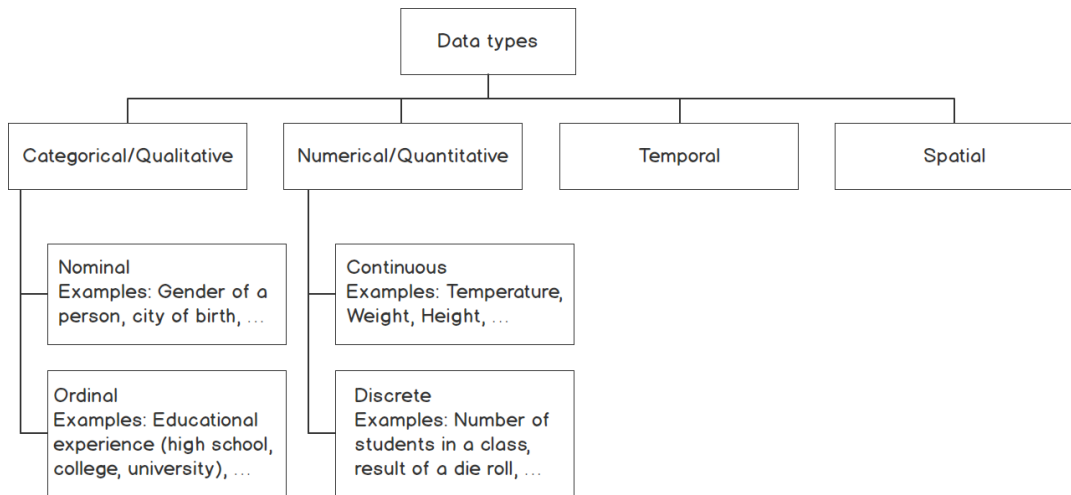 Data types
Categorical/Qualitative
Numerical/Quantitative
Temporal
Spatial
Nominal
Examples: Gender of a
person, city of birth, ...
Continuous
Examples: Temperature,
Weight, Height, ...
Ordinal
Examples: Educational
experience (high school,
college, university), ...
Discrete
Examples: Number of
students in a class,
result of a die roll, ...